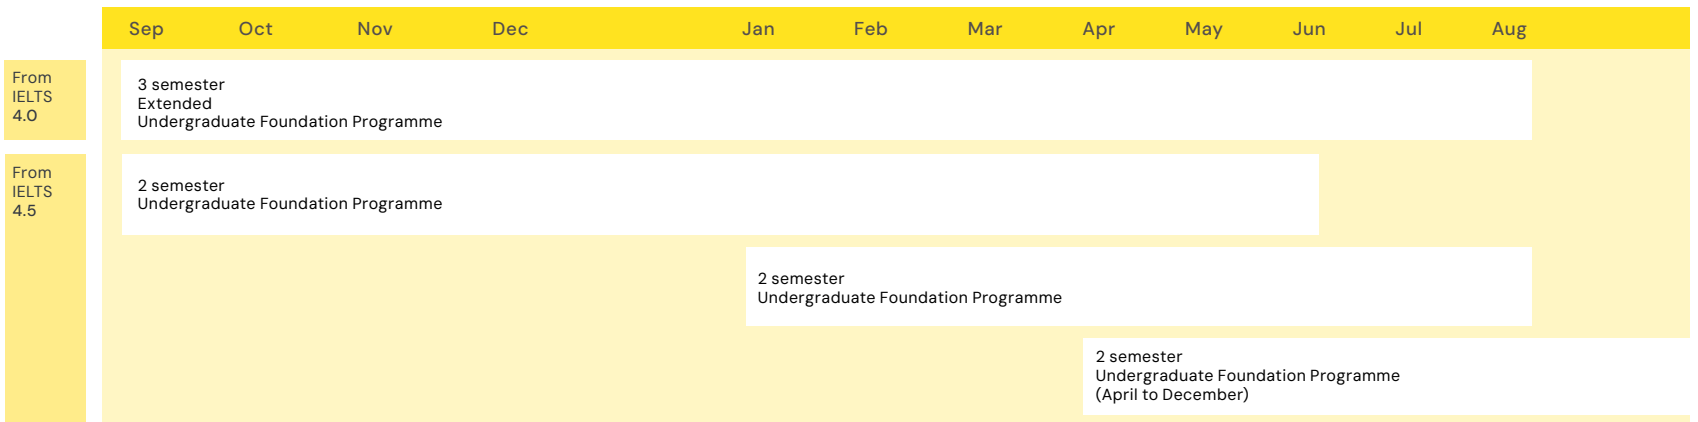 Sep Oct Nov Dec Jan Feb Mar Apr May Jun Jul Aug
From
IELTS
4.0
3 semester
Extended
Undergraduate Foundation Programme
From
IELTS
4.5
2 semester
Undergraduate Foundation Programme
2 semester
Undergraduate Foundation Programme
2 semester
Undergraduate Foundation Programme
(April to December)